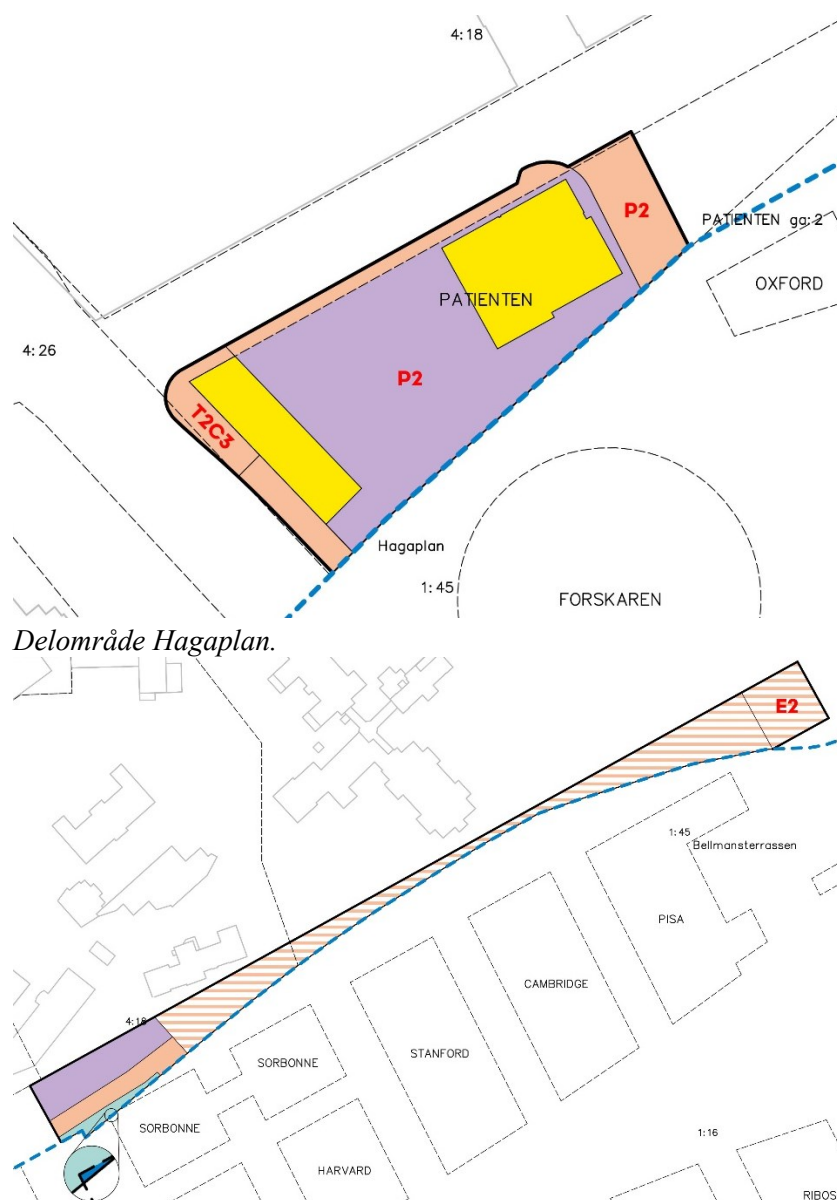 4:18
P2
PATIENTEN ga:2
OXFORD
PATIENTEN
4:26
P2
T2C3
Hagaplan
1:45
FORSKAREN
Delområde Hagaplan.
E2
1:45
Bellmansterrassen
PISA
CAMBRIDGE
4:18
STANFORD
SORBONNE
SORBONNE
1:16
HARVARD
RIBOS